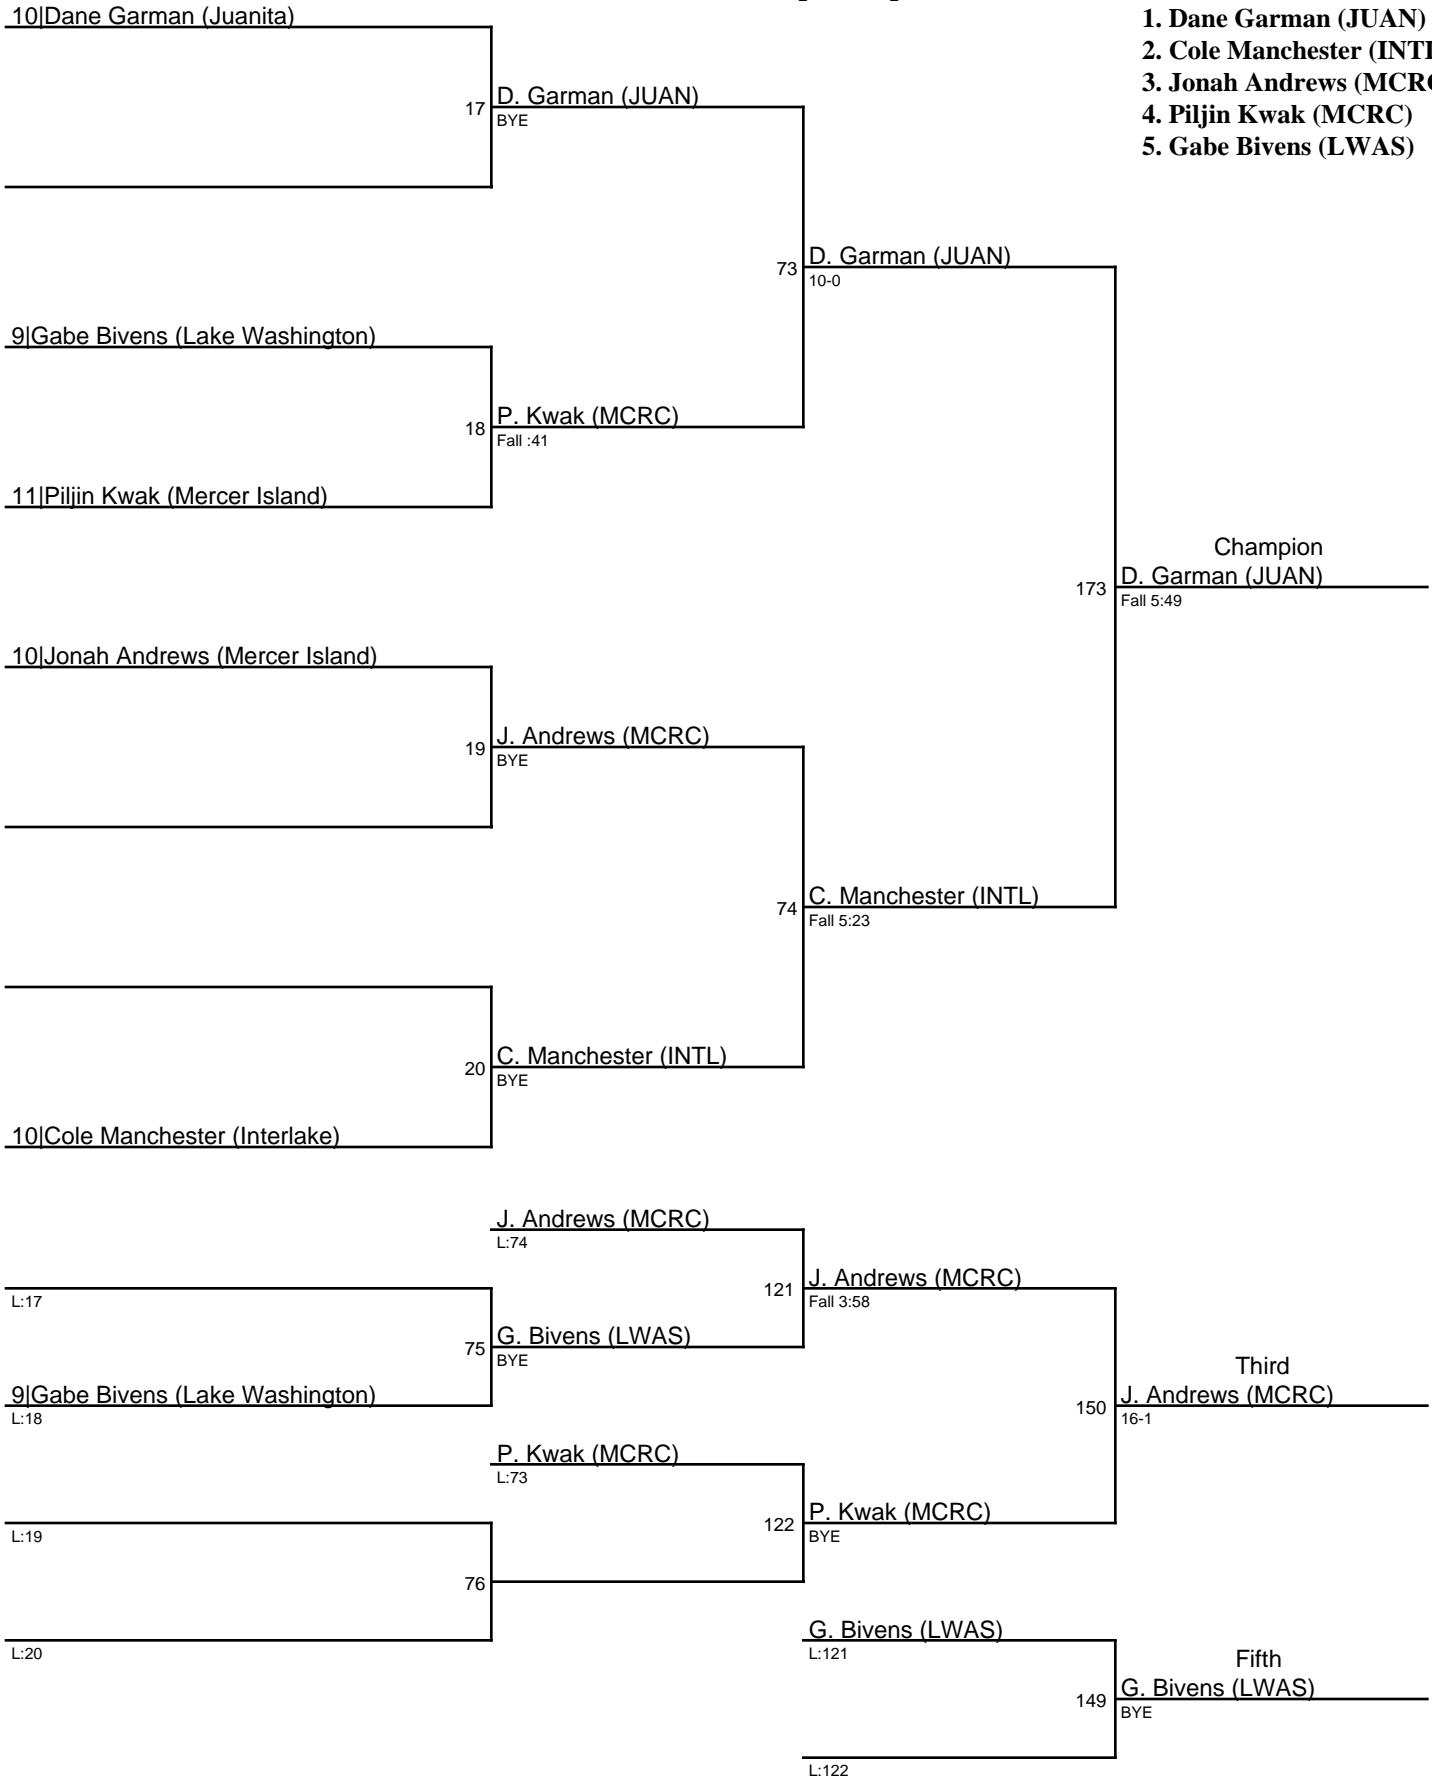 10|Dane Garman (Juanita)
1. Dane Garman (JUAN)
2. Cole Manchester (INTL
3. Jonah Andrews (MCRC
4. Piljin Kwak (MCRC)
5. Gabe Bivens (LWAS)
17
D. Garman (JUAN)
BYE
73
D. Garman (JUAN)
10-0
9|Gabe Bivens (Lake Washington)
18
P. Kwak (MCRC)
Fall :41
11|Piljin Kwak (Mercer Island)
Champion
173
D. Garman (JUAN)
Fall 5:49
10|Jonah Andrews (Mercer Island)
19
J. Andrews (MCRC)
BYE
74
C. Manchester (INTL)
Fall 5:23
20
C. Manchester (INTL)
BYE
10|Cole Manchester (Interlake)
J. Andrews (MCRC)
L:74
121
J. Andrews (MCRC)
Fall 3:58
L:17
75
G. Bivens (LWAS)
BYE
9|Gabe Bivens (Lake Washington)
L:18
Third
150
J. Andrews (MCRC)
16-1
P. Kwak (MCRC)
L:73
122
P. Kwak (MCRC)
BYE
L:19
76
L:20
G. Bivens (LWAS)
L:121
Fifth
149
G. Bivens (LWAS)
BYE
L:122